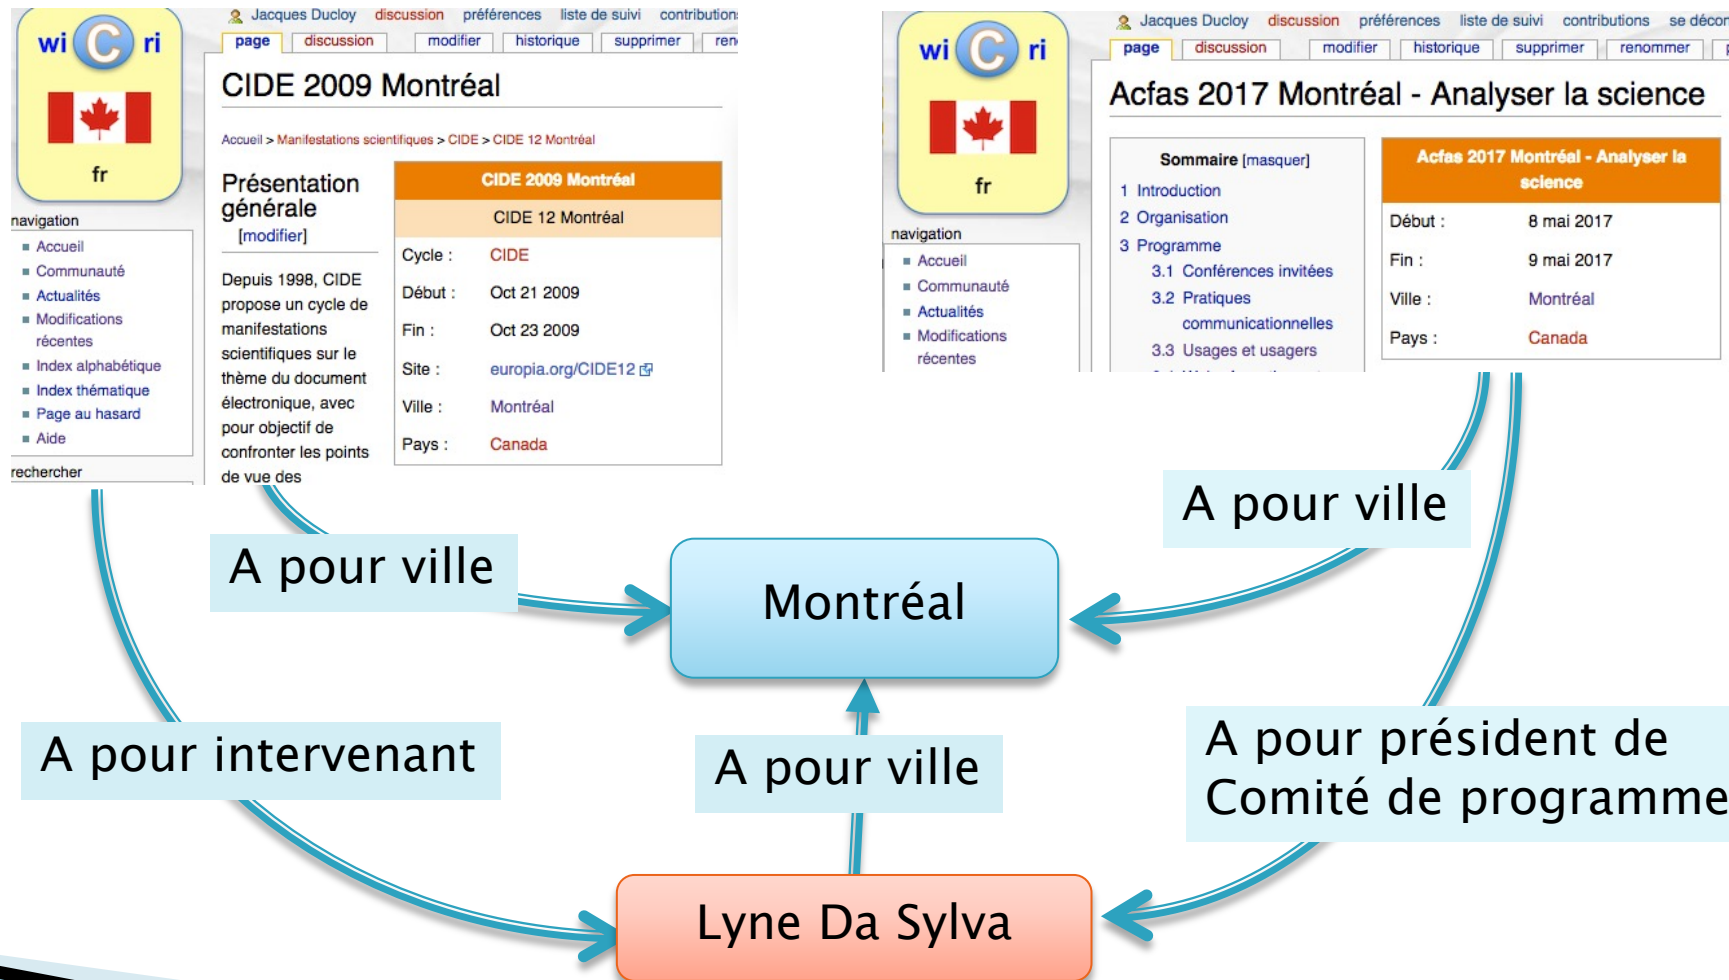 Jacques Ducloy discussion préférences liste de suivi
page discussion modifier historique supprimer
wi C ri
fr
CIDE 2009 Montréal
Accueil > Manifestations scientifiques > CIDE > CIDE 12 Montréal
Présentation
générale
[modifier]
Depuis 1998, CIDE
propose un cycle de
manifestations
scientifiques sur le
thème du document
électronique, avec
pour objectif de
confronter les points
de vue des
CIDE 2009 Montréal
CIDE 12 Montréal
Cycle : CIDE
Début : Oct 21 2009
Fin : Oct 23 2009
Site : europia.org/CIDE12
Ville : Montréal
Pays : Canada
navigation
Accueil
Communauté
Actualités
Modifications
récentes
Index alphabétique
Index thématique
Page au hasard
Aide
rechercher
Jacques Ducloy discussion préférences liste de suivi contributions
page discussion modifier historique supprimer renommer
wi C ri
fr
Acfas 2017 Montréal - Analyser la science
Sommaire [masquer]
1 Introduction
2 Organisation
3 Programme
3.1 Conférences invitées
3.2 Pratiques
communicationnelles
3.3 Usages et usagers
Acfas 2017 Montréal - Analyser la
science
Début : 8 mai 2017
Fin : 9 mai 2017
Ville : Montréal
Pays : Canada
navigation
Accueil
Communauté
Actualités
Modifications
récentes
A pour ville
A pour ville
Montréal
A pour intervenant
A pour ville
A pour président de
Comité de programme
Lyne Da Sylva